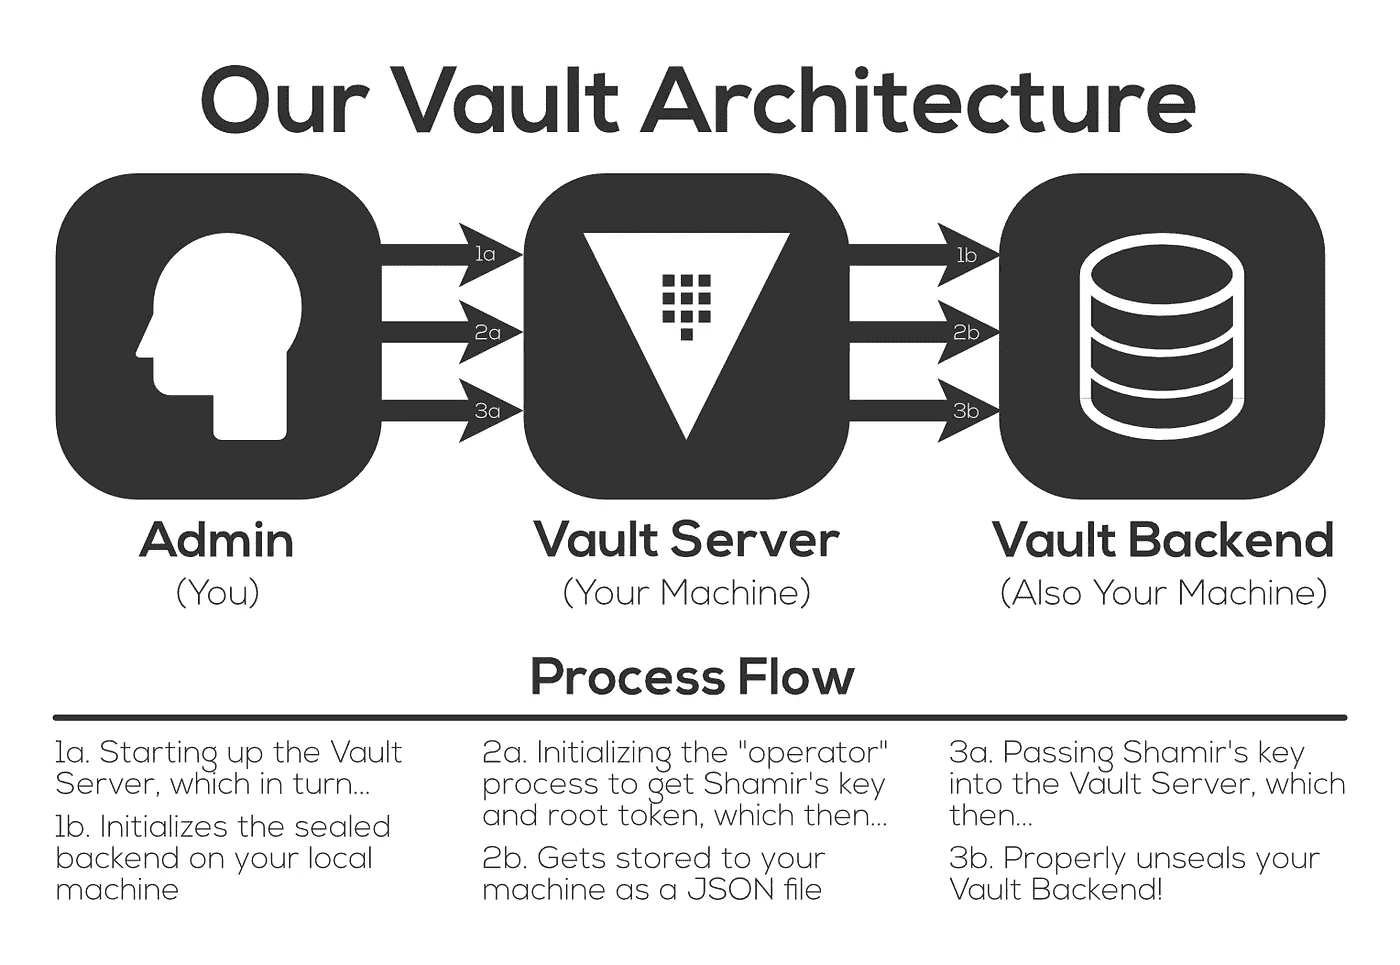 Our Vault Architecture
1a
1b
2a
2b
3a
3b
Admin
(You)
Vault Server
(Your Machine)
Vault Backend
(Also Your Machine)
Process Flow
1a. Starting up the Vault
Server, which in turn...
1b. Initializes the sealed
backend on your local
machine
2a. Initializing the "operator"
process to get Shamir's key
and root token, which then...
2b. Gets stored to your
machine as a JSON file
3a. Passing Shamir's key
into the Vault Server, which
then...
3b. Properly unseals your
Vault Backend!